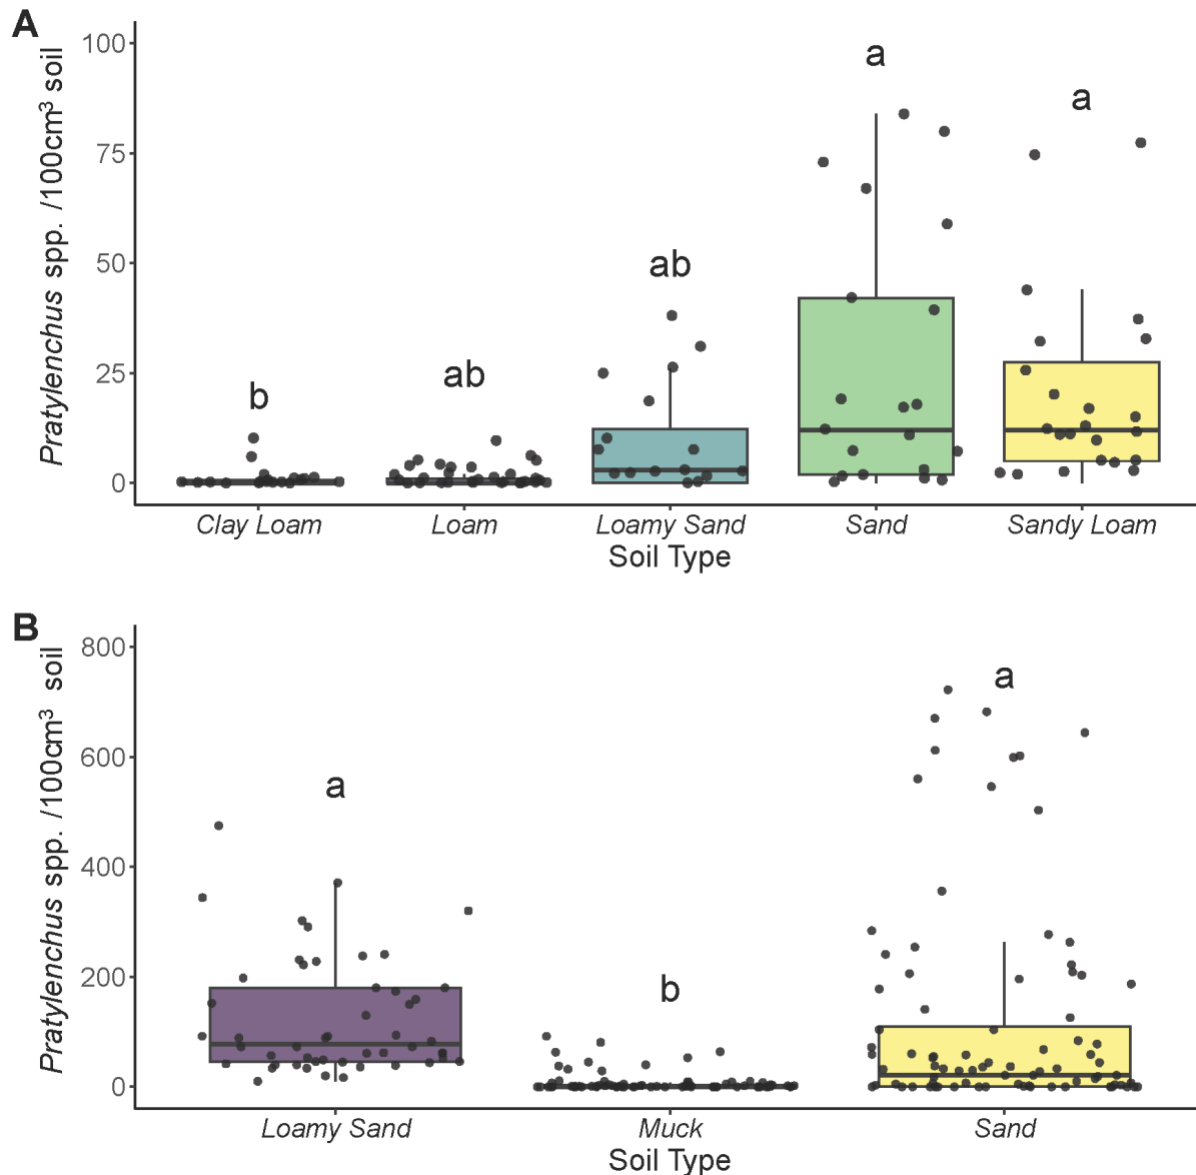 A
Pratylenchus spp. /100cm³ soil
100
75
50
25
0
b
ab
ab
a
a
Clay Loam
Loam
Loamy Sand
Sand
Sandy Loam
Soil Type
B
Pratylenchus spp. /100cm³ soil
800
600
400
200
0
a
b
a
Loamy Sand
Muck
Sand
Soil Type